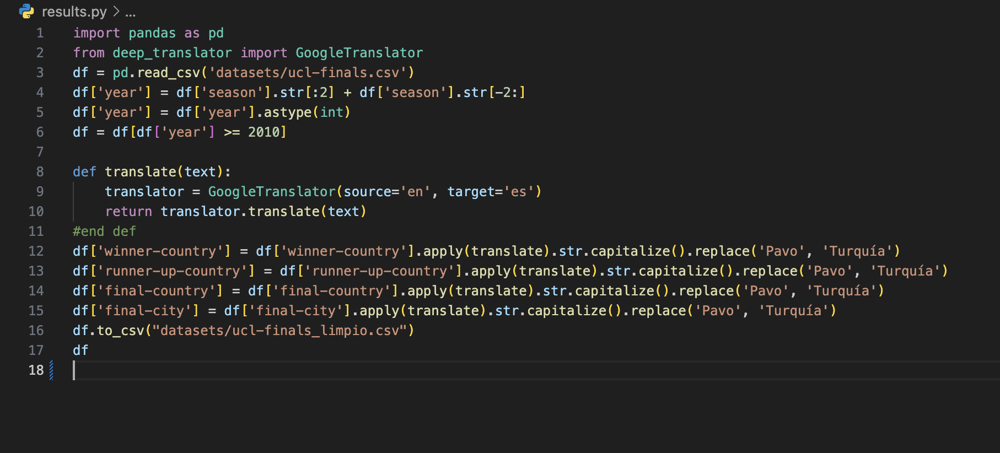 results.py > ...
1 import pandas as pd
2 from deep_translator import GoogleTranslator
3 df = pd.read_csv('datasets/ucl-finals.csv')
4 df['year'] = df['season'].str[:2] + df['season'].str[-2:]
5 df['year'] = df['year'].astype(int)
6 df = df[df['year'] >= 2010]
7
8 def translate(text):
9     translator = GoogleTranslator(source='en', target='es')
10     return translator.translate(text)
11 #end def
12 df['winner-country'] = df['winner-country'].apply(translate).str.capitalize().replace('Pavo', 'Turquía')
13 df['runner-up-country'] = df['runner-up-country'].apply(translate).str.capitalize().replace('Pavo', 'Turquía')
14 df['final-country'] = df['final-country'].apply(translate).str.capitalize().replace('Pavo', 'Turquía')
15 df['final-city'] = df['final-city'].apply(translate).str.capitalize().replace('Pavo', 'Turquía')
16 df.to_csv("datasets/ucl-finals_limpio.csv")
17 df
18